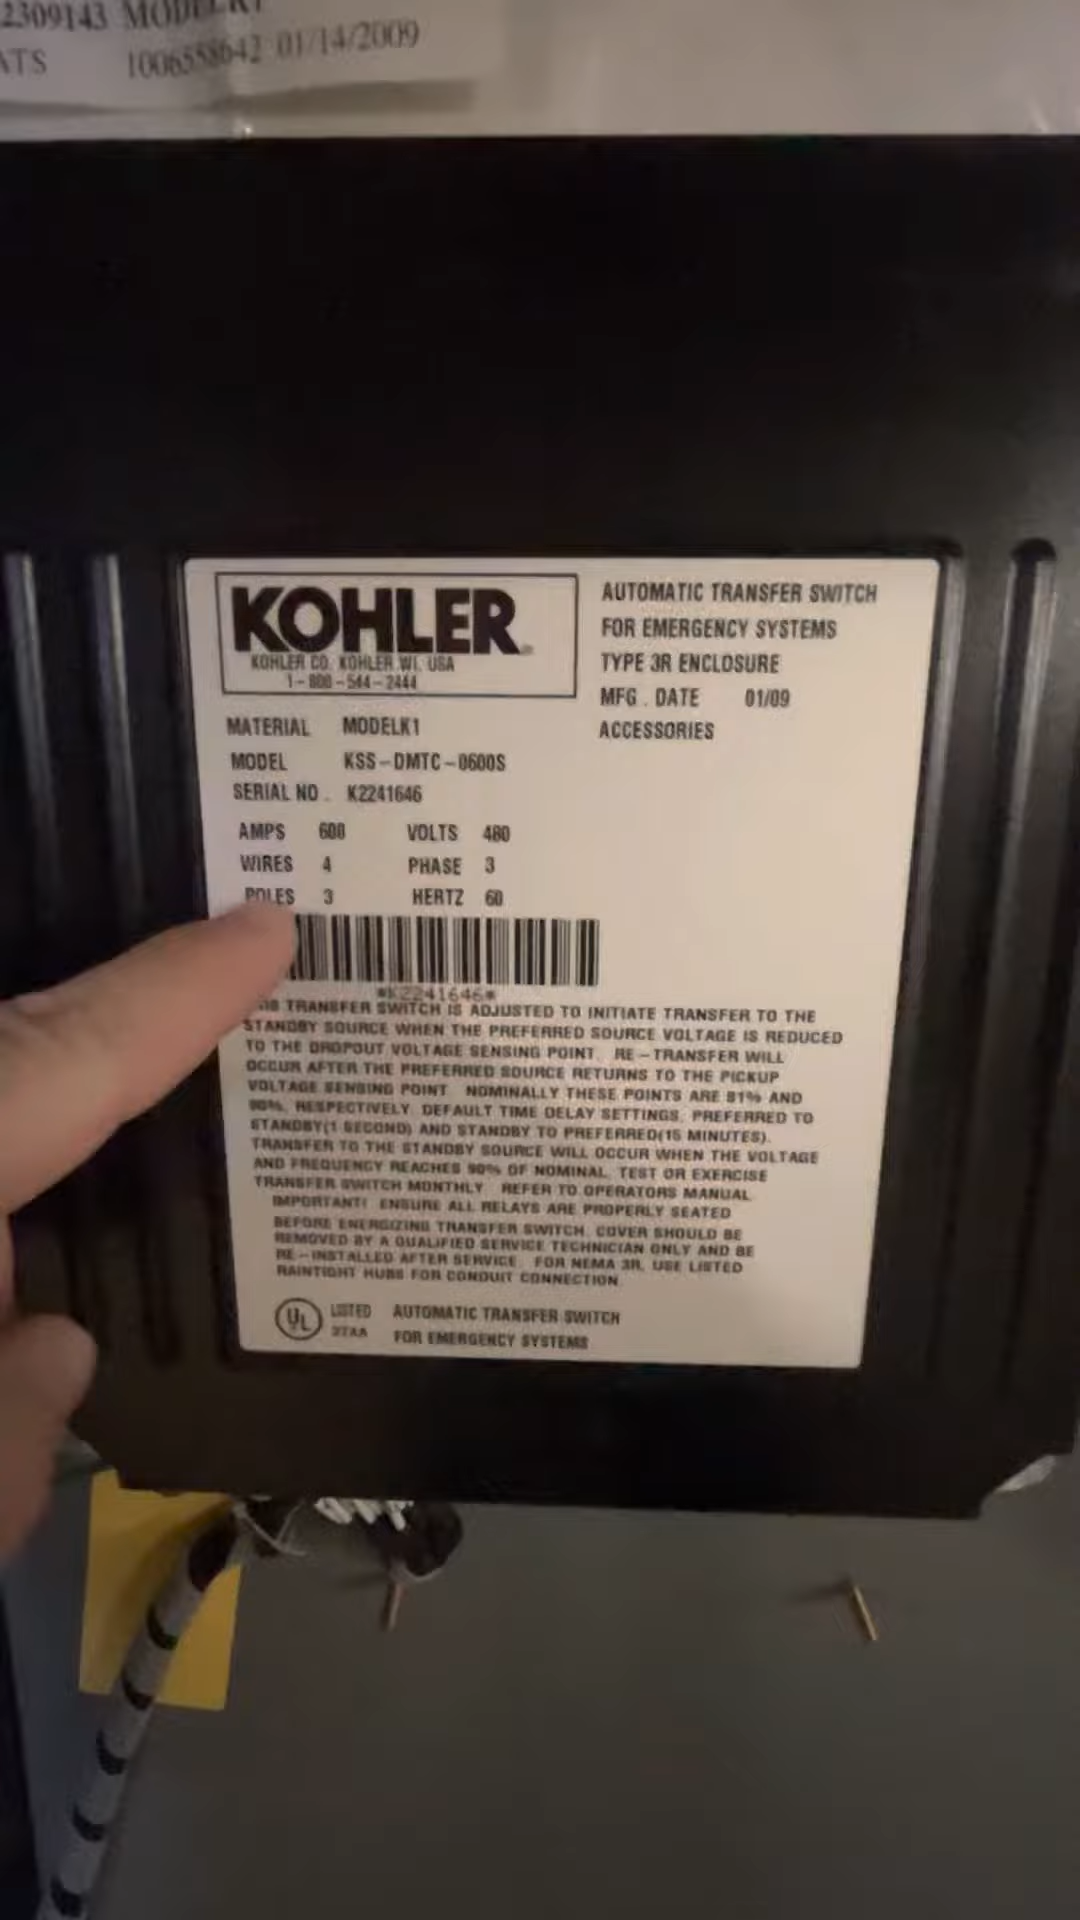 2309143 MODELK1
ATS 1006558642 01/14/2009
KOHLER®
KOHLER CO. KOHLER WI. USA
1-800-544-2444
AUTOMATIC TRANSFER SWITCH
FOR EMERGENCY SYSTEMS
TYPE 3R ENCLOSURE
MFG. DATE 01/09
ACCESSORIES
MATERIAL MODELK1
MODEL KSS-DMTC-0600S
SERIAL NO. K2241646
AMPS 600 VOLTS 480
WIRES 4 PHASE 3
POLES 3 HERTZ 60
*K2241646*
TRANSFER SWITCH IS ADJUSTED TO INITIATE TRANSFER TO THE
STANDBY SOURCE WHEN THE PREFERRED SOURCE VOLTAGE IS REDUCED
TO THE DROPOUT VOLTAGE SENSING POINT. RE-TRANSFER WILL
OCCUR AFTER THE PREFERRED SOURCE RETURNS TO THE PICKUP
VOLTAGE SENSING POINT. NOMINALLY THESE POINTS ARE 81% AND
90%, RESPECTIVELY. DEFAULT TIME DELAY SETTINGS, PREFERRED TO
STANDBY(1 SECOND) AND STANDBY TO PREFERRED(15 MINUTES).
TRANSFER TO THE STANDBY SOURCE WILL OCCUR WHEN THE VOLTAGE
AND FREQUENCY REACHES 90% OF NOMINAL. TEST OR EXERCISE
TRANSFER SWITCH MONTHLY. REFER TO OPERATORS MANUAL.
IMPORTANT! ENSURE ALL RELAYS ARE PROPERLY SEATED
BEFORE ENERGIZING TRANSFER SWITCH. COVER SHOULD BE
REMOVED BY A QUALIFIED SERVICE TECHNICIAN ONLY AND BE
RE-INSTALLED AFTER SERVICE. FOR NEMA 3R, USE LISTED
RAINTIGHT HUBS FOR CONDUIT CONNECTION.
UL LISTED AUTOMATIC TRANSFER SWITCH
37AA FOR EMERGENCY SYSTEMS